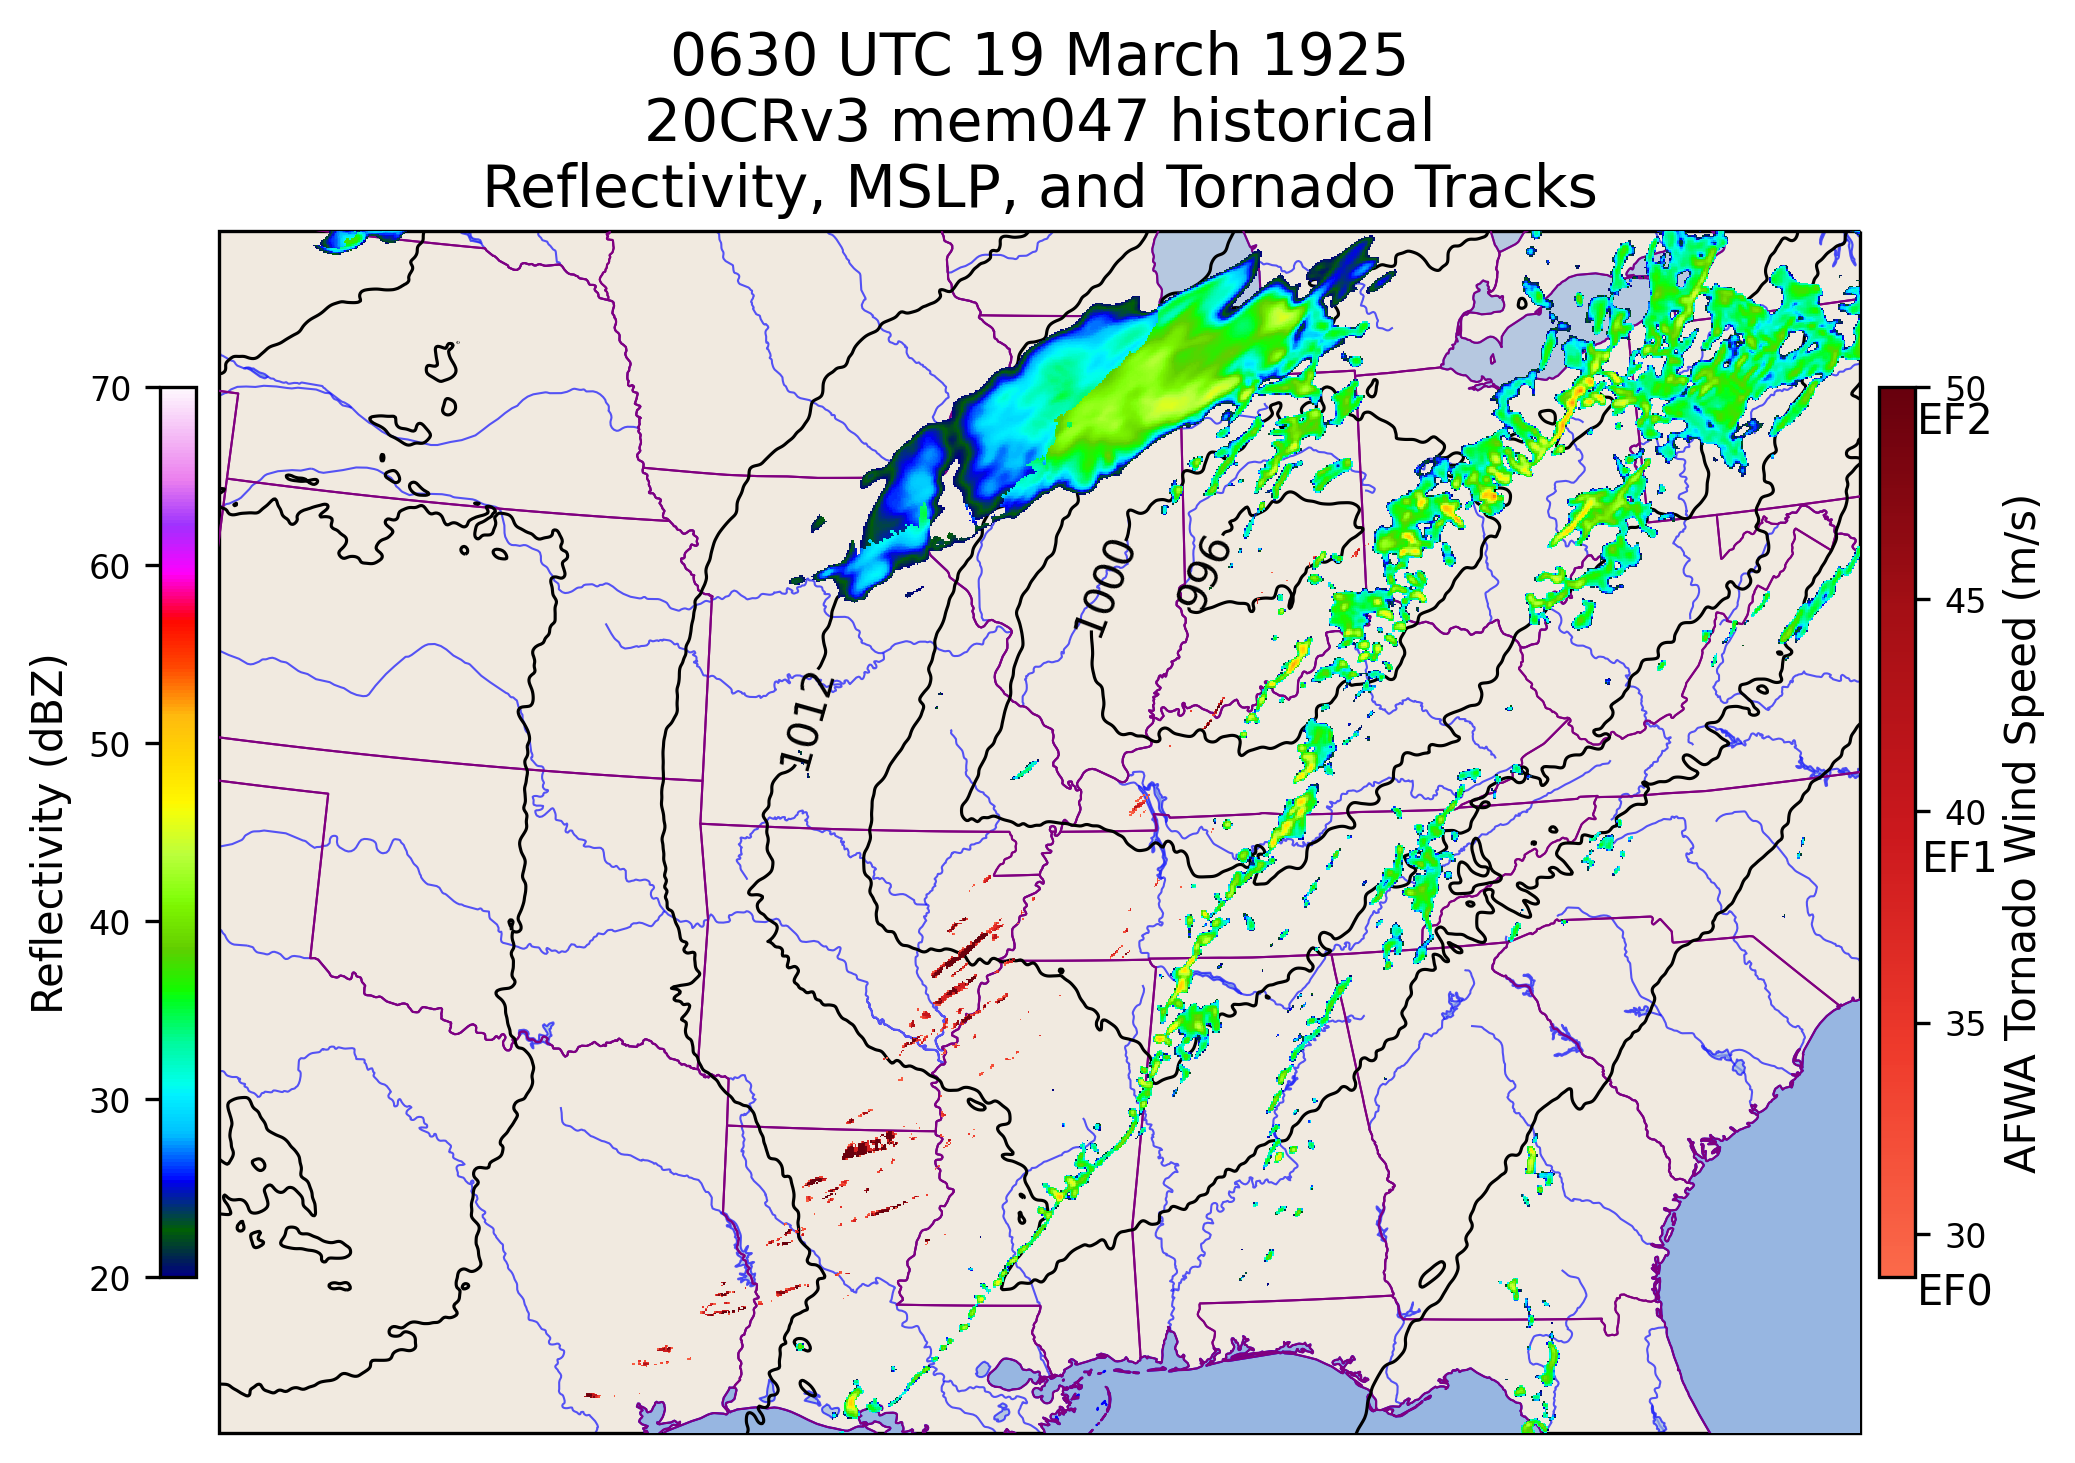 0630 UTC 19 March 1925
20CRv3 mem047 historical
Reflectivity, MSLP, and Tornado Tracks
Reflectivity (dBZ)
70
60
50
40
30
20
1012
1000
996
50
EF2
45
40
EF1
35
30
EF0
AFWA Tornado Wind Speed (m/s)